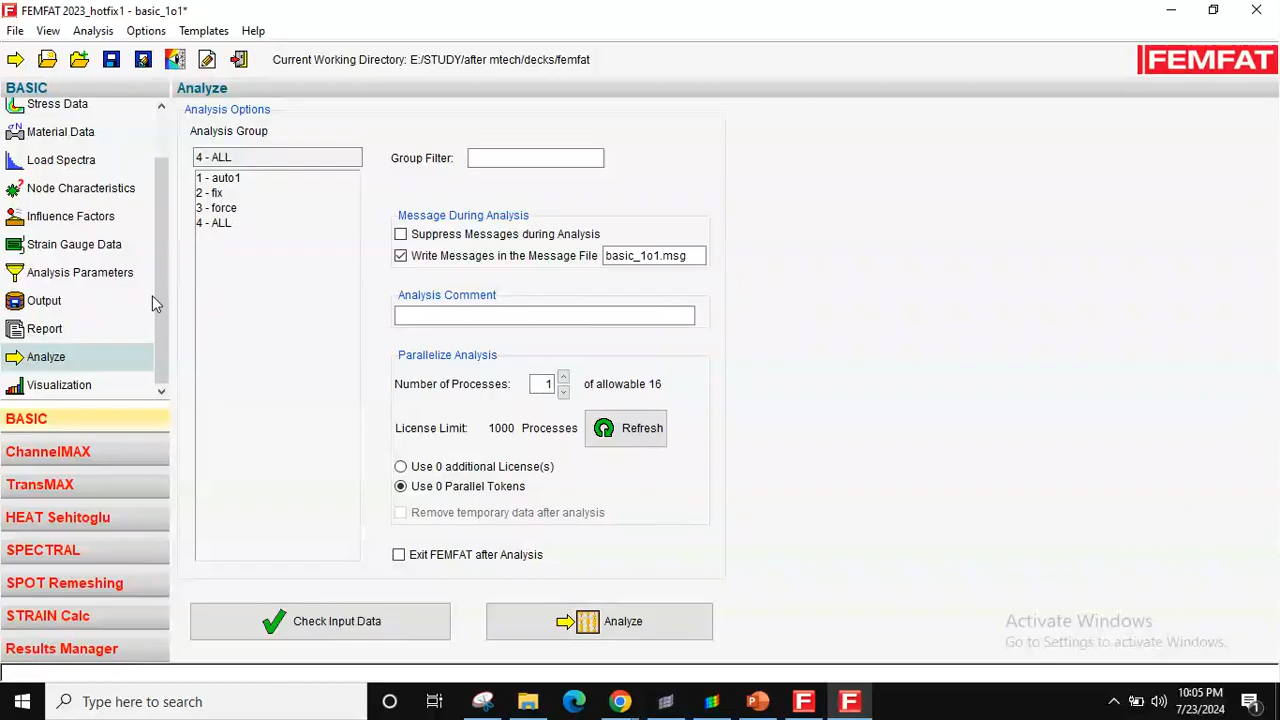 FEMFAT 2023_hotfix1 - basic_1o1*
File View Analysis Options Templates Help
Current Working Directory: E:/STUDY/after mtech/decks/femfat
FEMFAT
BASIC
Stress Data
σN
Material Data
Load Spectra
Node Characteristics
Influence Factors
Strain Gauge Data
Analysis Parameters
Output
Report
Analyze
Visualization
BASIC
ChannelMAX
TransMAX
HEAT Sehitoglu
SPECTRAL
SPOT Remeshing
STRAIN Calc
Results Manager
Analyze
Analysis Options
Analysis Group
4 - ALL
1 - auto1
2 - fix
3 - force
4 - ALL
Group Filter:
Message During Analysis
Suppress Messages during Analysis
Write Messages in the Message File basic_1o1.msg
Analysis Comment
Parallelize Analysis
Number of Processes: 1 of allowable 16
License Limit: 1000 Processes Refresh
Use 0 additional License(s)
Use 0 Parallel Tokens
Remove temporary data after analysis
Exit FEMFAT after Analysis
Check Input Data
Analyze
Activate Windows
Go to Settings to activate Windows.
Type here to search
10:05 PM
7/23/2024